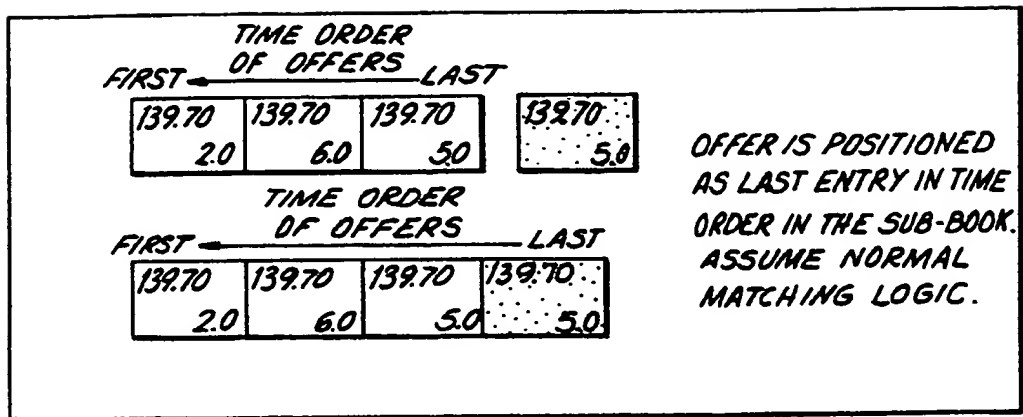 TIME ORDER
OF OFFERS
FIRST LAST
139.70 139.70 139.70 139.70
2.0 6.0 5.0 5.0
OFFER IS POSITIONED
AS LAST ENTRY IN TIME
ORDER IN THE SUB-BOOK.
ASSUME NORMAL
MATCHING LOGIC.
TIME ORDER
OF OFFERS
FIRST LAST
139.70 139.70 139.70 139.70
2.0 6.0 5.0 5.0